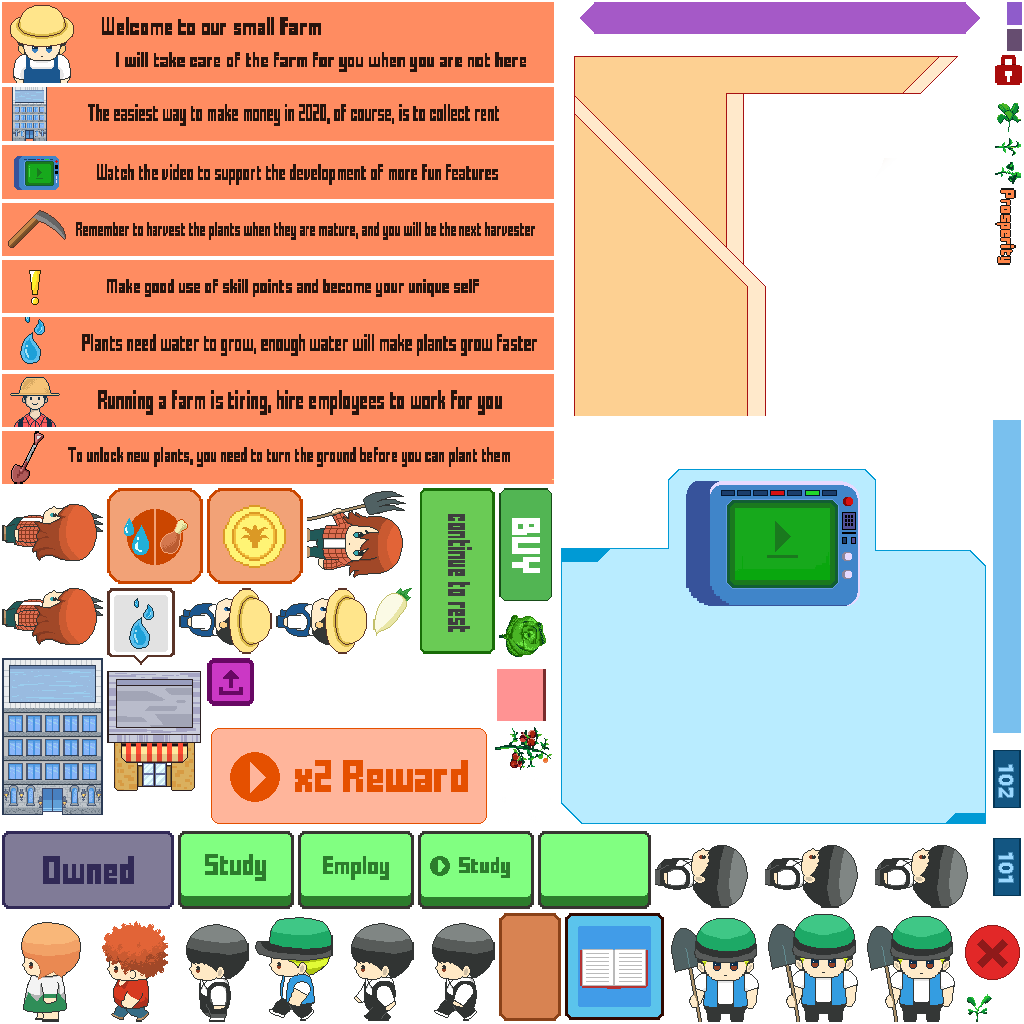 Welcome to our small farm
I will take care of the farm for you when you are not here
The easiest way to make money in 2020, of course, is to collect rent
Watch the video to support the development of more fun features
Remember to harvest the plants when they are mature, and you will be the next harvester
Make good use of skill points and become your unique self
Plants need water to grow, enough water will make plants grow faster
Running a farm is tiring, hire employees to work for you
To unlock new plants, you need to turn the ground before you can plant them
Prosperity
continue to rest
BUY
x2 Reward
102
101
Owned
Study
Employ
Study